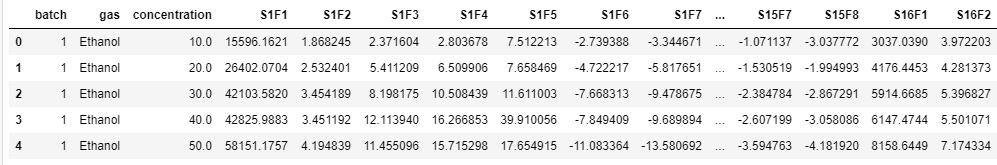 batch gas concentration S1F1 S1F2 S1F3 S1F4 S1F5 S1F6 S1F7 ... S15F7 S15F8 S16F1 S16F2
0 1 Ethanol 10.0 15596.1621 1.868245 2.371604 2.803678 7.512213 -2.739388 -3.344671 ... -1.071137 -3.037772 3037.0390 3.972203
1 1 Ethanol 20.0 26402.0704 2.532401 5.411209 6.509906 7.658469 -4.722217 -5.817651 ... -1.530519 -1.994993 4176.4453 4.281373
2 1 Ethanol 30.0 42103.5820 3.454189 8.198175 10.508439 11.611003 -7.668313 -9.478675 ... -2.384784 -2.867291 5914.6685 5.396827
3 1 Ethanol 40.0 42825.9883 3.451192 12.113940 16.266853 39.910056 -7.849409 -9.689894 ... -2.607199 -3.058086 6147.4744 5.501071
4 1 Ethanol 50.0 58151.1757 4.194839 11.455096 15.715298 17.654915 -11.083364 -13.580692 ... -3.594763 -4.181920 8158.6449 7.174334